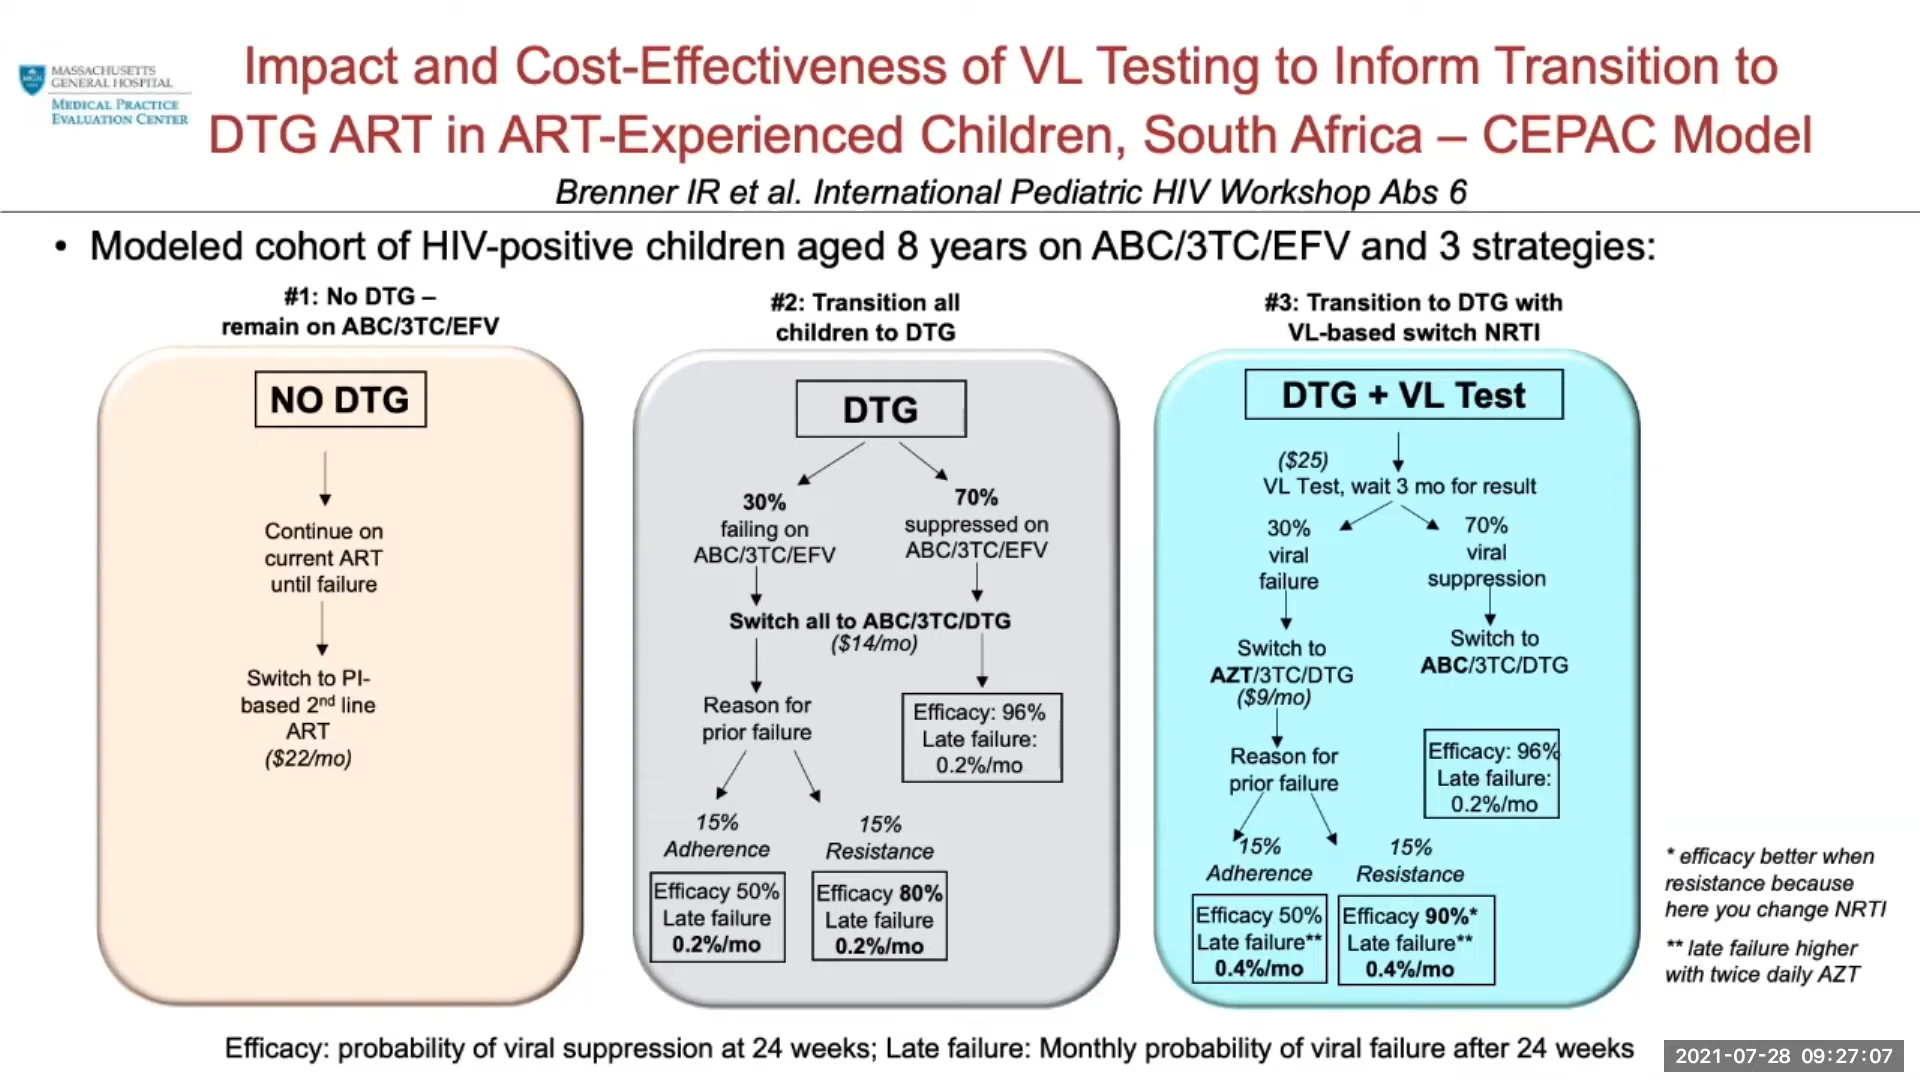 MASSACHUSETTS
GENERAL HOSPITAL
MEDICAL PRACTICE
EVALUATION CENTER
Impact and Cost-Effectiveness of VL Testing to Inform Transition to
DTG ART in ART-Experienced Children, South Africa – CEPAC Model
Brenner IR et al. International Pediatric HIV Workshop Abs 6
• Modeled cohort of HIV-positive children aged 8 years on ABC/3TC/EFV and 3 strategies:
#1: No DTG –
remain on ABC/3TC/EFV
NO DTG
Continue on
current ART
until failure
Switch to PI-
based 2nd line
ART
($22/mo)
#2: Transition all
children to DTG
DTG
30%
failing on
ABC/3TC/EFV
70%
suppressed on
ABC/3TC/EFV
Switch all to ABC/3TC/DTG
($14/mo)
Reason for
prior failure
Efficacy: 96%
Late failure:
0.2%/mo
15%
Adherence
15%
Resistance
Efficacy 50%
Late failure
0.2%/mo
Efficacy 80%
Late failure
0.2%/mo
#3: Transition to DTG with
VL-based switch NRTI
DTG + VL Test
($25)
VL Test, wait 3 mo for result
30%
viral
failure
70%
viral
suppression
Switch to
AZT/3TC/DTG
($9/mo)
Switch to
ABC/3TC/DTG
Reason for
prior failure
Efficacy: 96%
Late failure:
0.2%/mo
15%
Adherence
15%
Resistance
Efficacy 50%
Late failure**
0.4%/mo
Efficacy 90%*
Late failure**
0.4%/mo
* efficacy better when
resistance because
here you change NRTI
** late failure higher
with twice daily AZT
Efficacy: probability of viral suppression at 24 weeks; Late failure: Monthly probability of viral failure after 24 weeks
2021-07-28 09:27:07